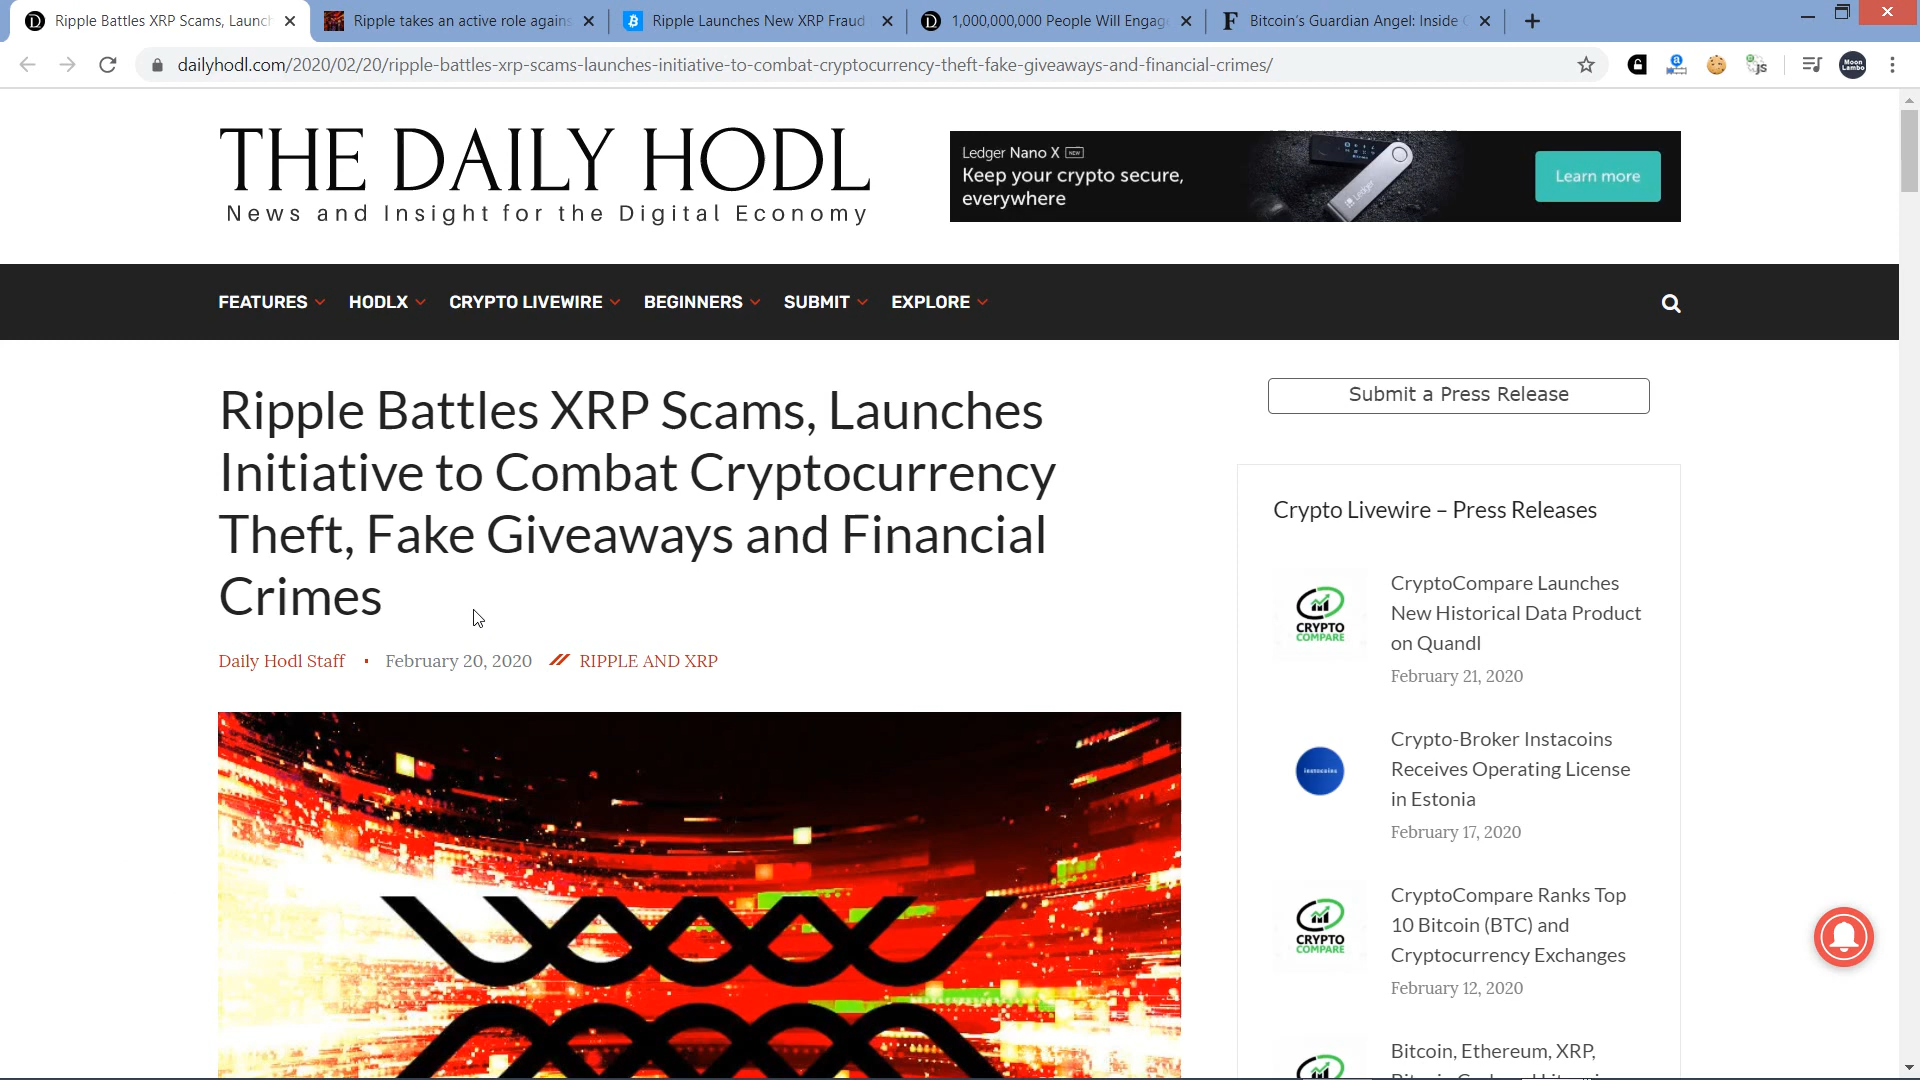 Ripple Battles XRP Scams, Launch
Ripple takes an active role agains
Ripple Launches New XRP Fraud
1,000,000,000 People Will Engag
Bitcoin's Guardian Angel: Inside
dailyhodl.com/2020/02/20/ripple-battles-xrp-scams-launches-initiative-to-combat-cryptocurrency-theft-fake-giveaways-and-financial-crimes/
Moon
Lambo
THE DAILY HODL
News and Insight for the Digital Economy
Ledger Nano X NEW
Keep your crypto secure,
everywhere
Ledger
Learn more
FEATURES
HODLX
CRYPTO LIVEWIRE
BEGINNERS
SUBMIT
EXPLORE
Ripple Battles XRP Scams, Launches
Initiative to Combat Cryptocurrency
Theft, Fake Giveaways and Financial
Crimes
Daily Hodl Staff
February 20, 2020
RIPPLE AND XRP
Submit a Press Release
Crypto Livewire – Press Releases
CRYPTO
COMPARE
CryptoCompare Launches
New Historical Data Product
on Quandl
February 21, 2020
instacoins
Crypto-Broker Instacoins
Receives Operating License
in Estonia
February 17, 2020
CRYPTO
COMPARE
CryptoCompare Ranks Top
10 Bitcoin (BTC) and
Cryptocurrency Exchanges
February 12, 2020
Bitcoin, Ethereum, XRP,